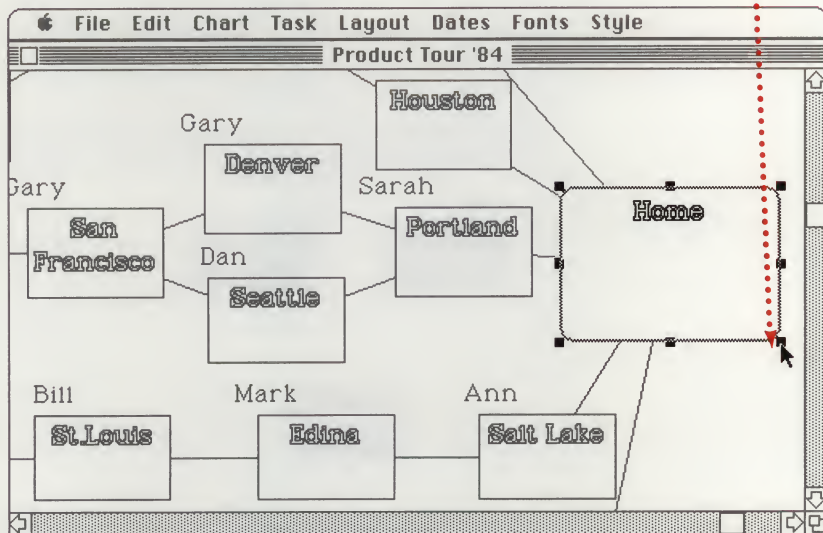 File Edit Chart Task Layout Dates Fonts Style
Product Tour '84
Houston
Gary
Denver
Gary
Sarah
San
Francisco
Portland
Home
Dan
Seattle
Bill
Mark
Ann
St.Louis
Edina
Salt Lake